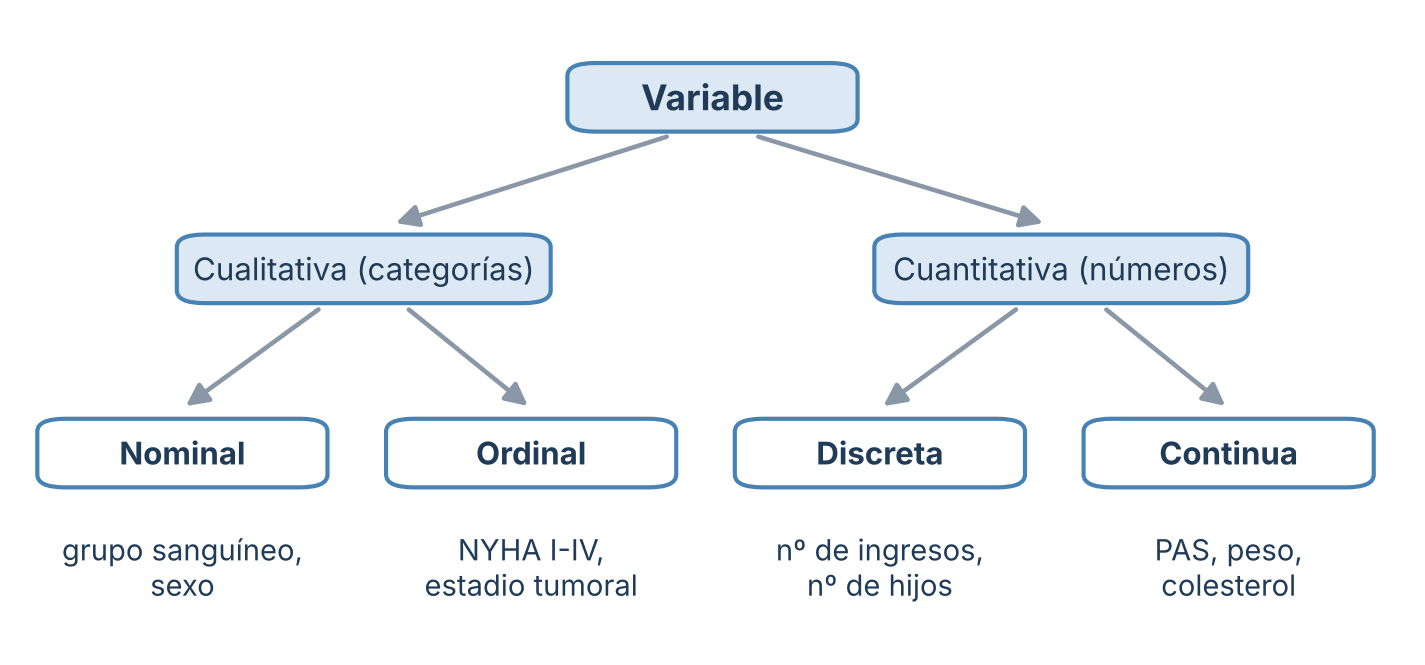 Variable
Cualitativa (categorías)
Cuantitativa (números)
Nominal
Ordinal
Discreta
Continua
grupo sanguíneo,
sexo
NYHA I-IV,
estadio tumoral
nº de ingresos,
nº de hijos
PAS, peso,
colesterol